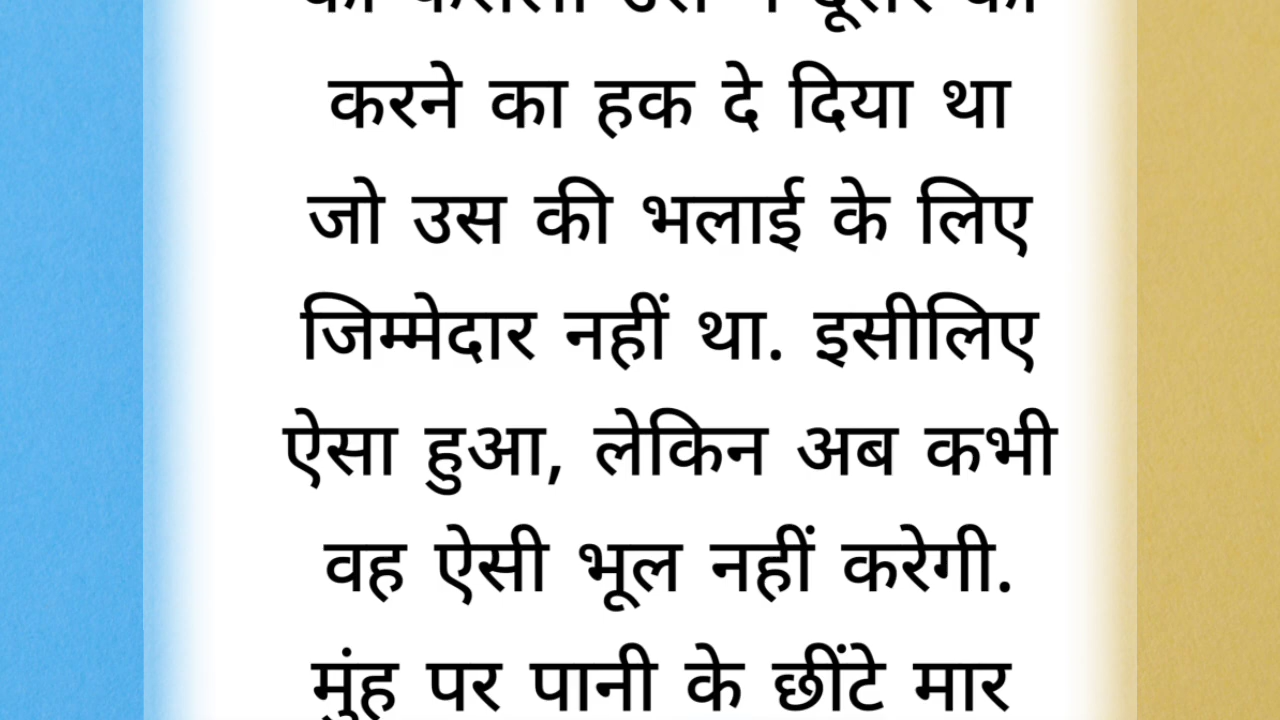 करने का हक दे दिया था
जो उस की भलाई के लिए
जिम्मेदार नहीं था. इसीलिए
ऐसा हुआ, लेकिन अब कभी
वह ऐसी भूल नहीं करेगी.
मुंह पर पानी के छींटे मार